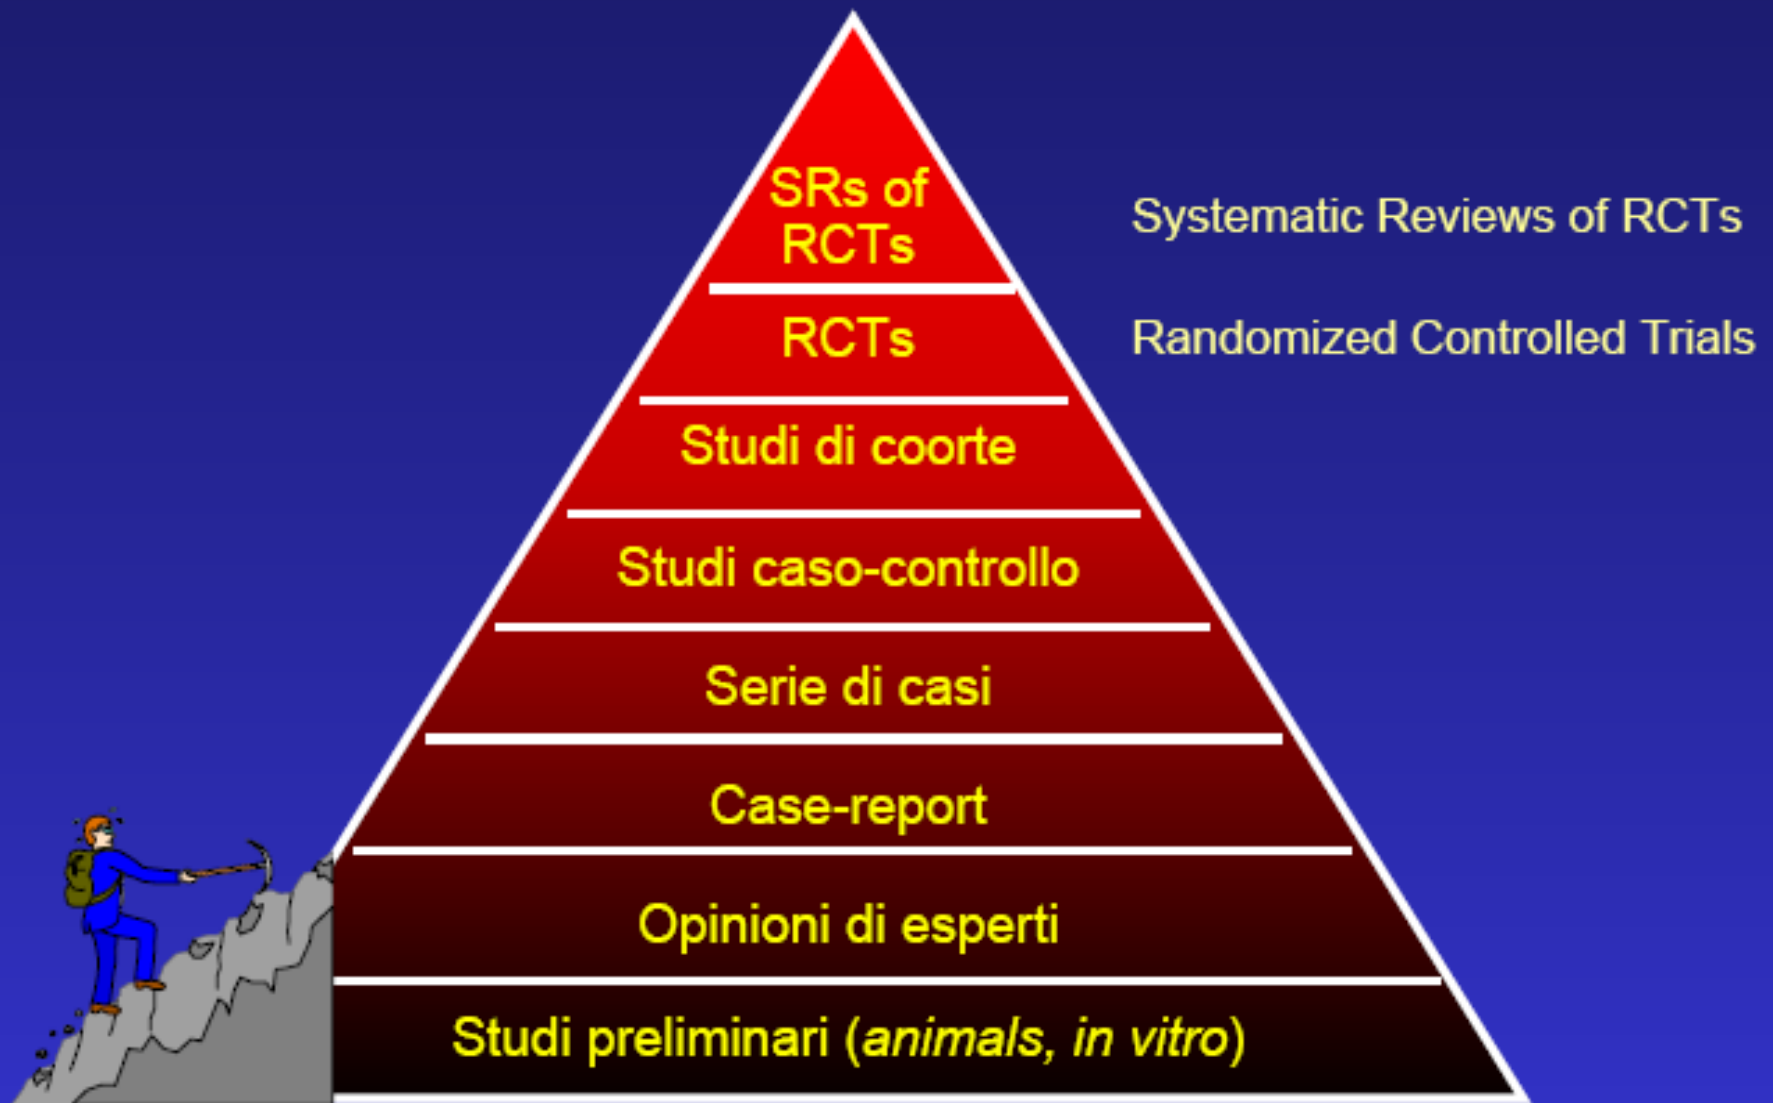 SRs of
RCTs
Systematic Reviews of RCTs
RCTs
Randomized Controlled Trials
Studi di coorte
Studi caso-controllo
Serie di casi
Case-report
Opinioni di esperti
Studi preliminari (animals, in vitro)